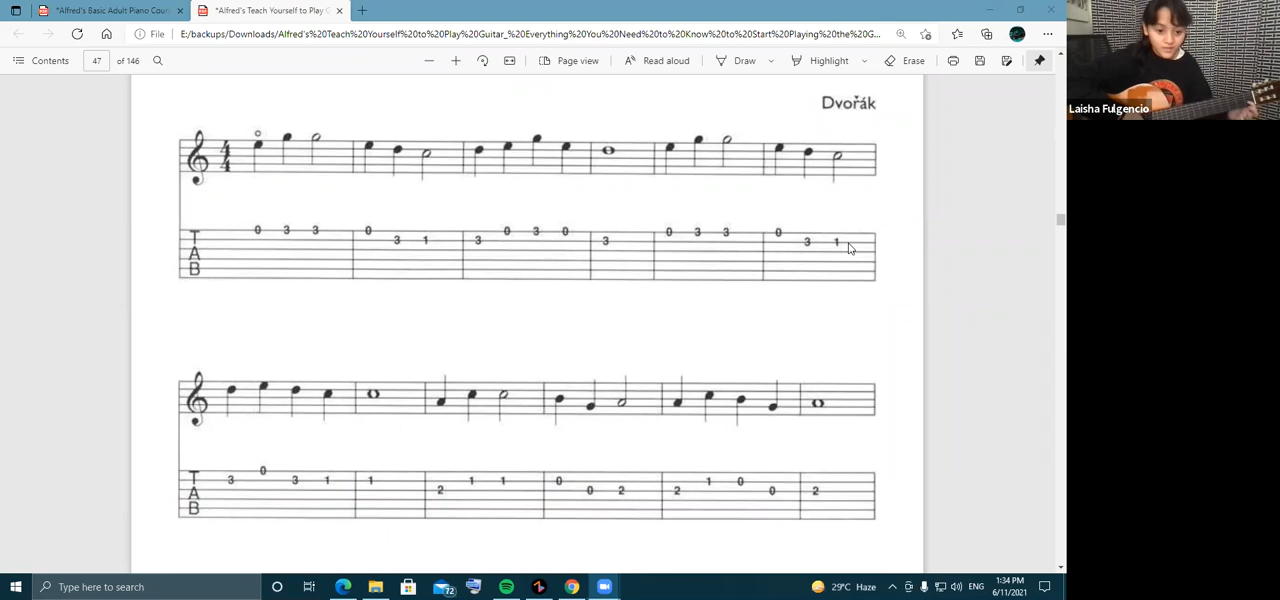 *Alfred's Basic Adult Piano Cou
*Alfred's Teach Yourself to Play G
File
E:/backups/Downloads/Alfred's%20Teach%20Yourself%20to%20Play%20Guitar_%20Everything%20You%20Need%20to%20Know%20to%20Start%20Playing%20the%20G...
Contents
47
of 146
Page view
Read aloud
Draw
Highlight
Erase
Laisha Fulgencio
Dvořák
4
4
T 0 3 3 0 3 1 3 0 3 0 3 0 3 3 0 3 1
A
B
T 3 0 3 1 1 2 1 1 0 0 2 2 1 0 0 2
A
B
Type here to search
72
29°C Haze
ENG
1:34 PM
6/11/2021